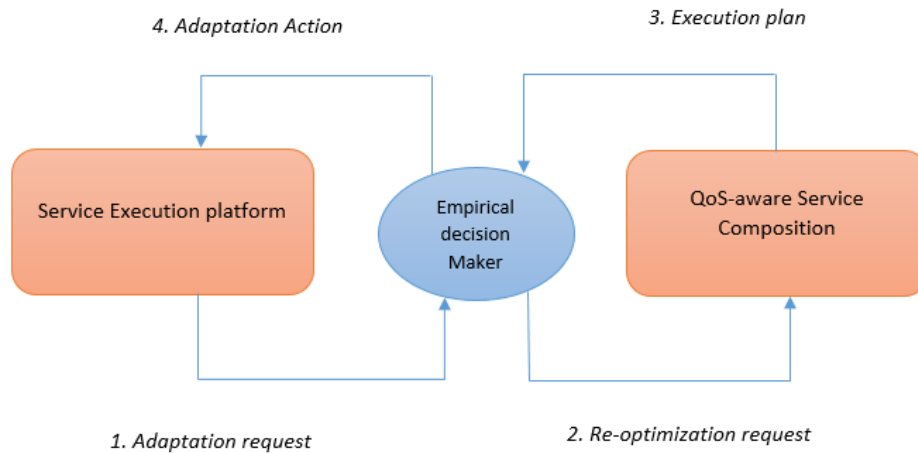 4. Adaptation Action
3. Execution plan
Service Execution platform
Empirical
decision
Maker
QoS-aware Service
Composition
1. Adaptation request
2. Re-optimization request